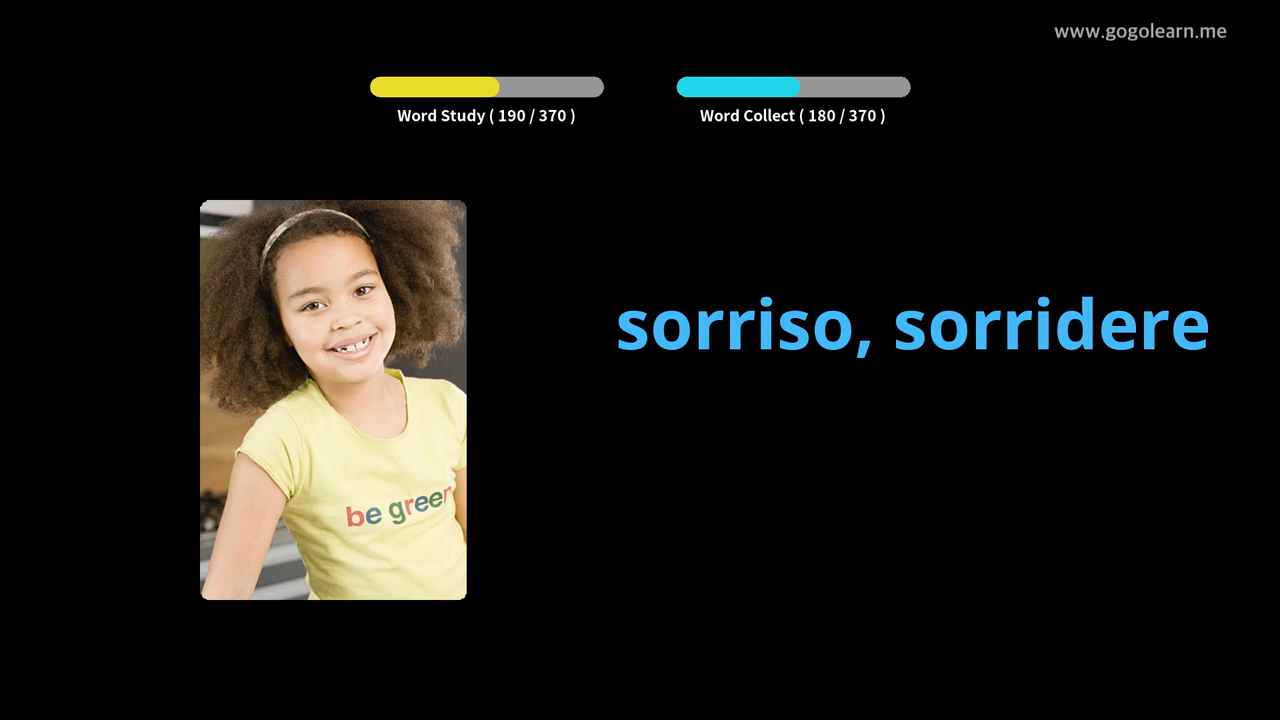 www.gogolearn.me
Word Study ( 190 / 370 )
Word Collect ( 180 / 370 )
sorriso, sorridere
be green